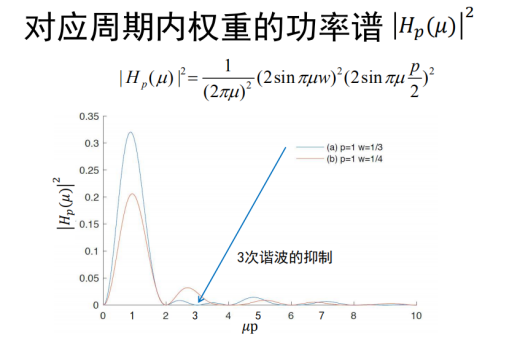 对应周期内权重的功率谱 |H_p(μ)|^2
|H_p(μ)|^2 = \frac{1}{(2πμ)^2} (2 sin πμw)^2 (2 sin πμ \frac{p}{2})^2
0.35
0.3
0.25
0.2
0.15
0.1
0.05
0
|H_p(μ)|^2
(a) p=1 w=1/3
(b) p=1 w=1/4
3次谐波的抑制
0 1 2 3 4 5 6 7 8 10
μp